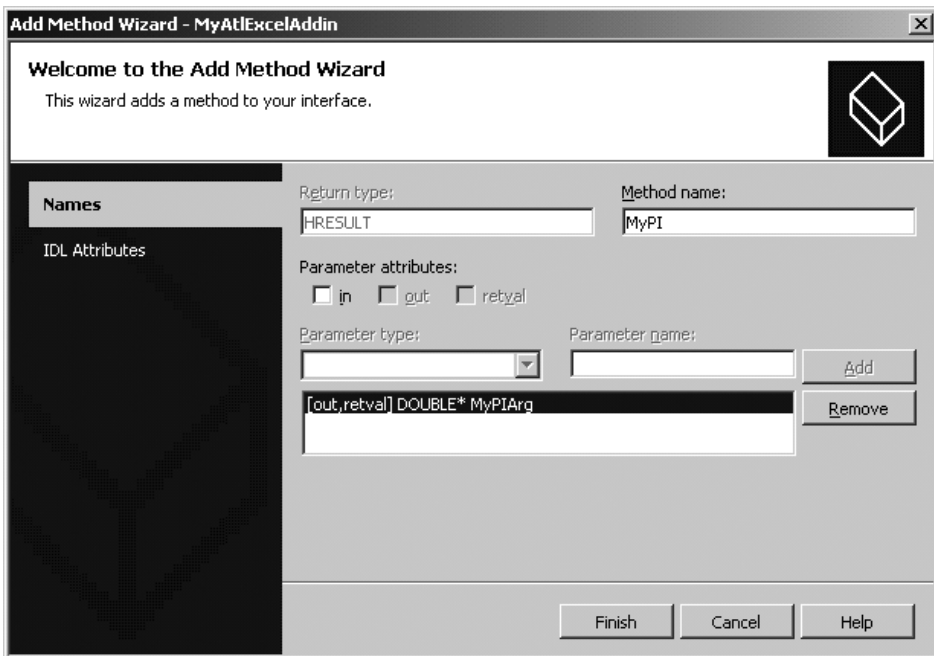 Add Method Wizard - MyAtlExcelAddin
Welcome to the Add Method Wizard
This wizard adds a method to your interface.
Names
IDL Attributes
Return type:
Method name:
HRESULT
MyPI
Parameter attributes:
in
out
retval
Parameter type:
Parameter name:
Add
[out,retval] DOUBLE* MyPIArg
Remove
Finish
Cancel
Help